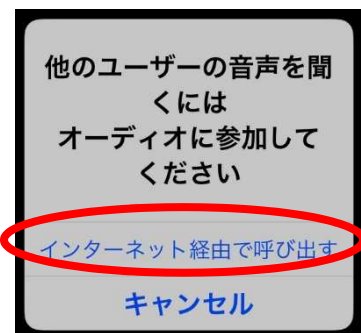 他のユーザーの音声を聞
くには
オーディオに参加して
ください
インターネット経由で呼び出す
キャンセル